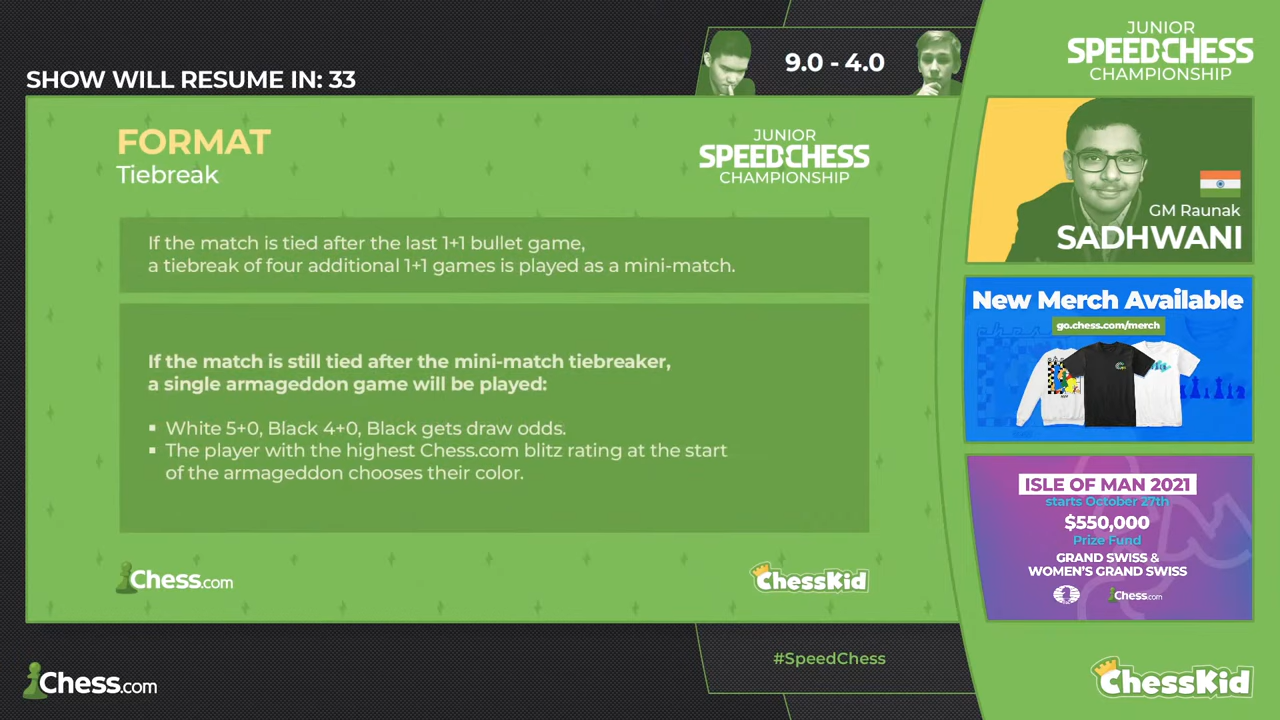 SHOW WILL RESUME IN: 33
9.0 - 4.0
JUNIOR
SPEEDCHESS
CHAMPIONSHIP
FORMAT
Tiebreak
JUNIOR
SPEEDCHESS
CHAMPIONSHIP
If the match is tied after the last 1+1 bullet game,
a tiebreak of four additional 1+1 games is played as a mini-match.
If the match is still tied after the mini-match tiebreaker,
a single armageddon game will be played:
▪ White 5+0, Black 4+0, Black gets draw odds.
▪ The player with the highest Chess.com blitz rating at the start
of the armageddon chooses their color.
Chess.com
ChessKid
GM Raunak
SADHWANI
New Merch Available
go.chess.com/merch
ISLE OF MAN 2021
starts October 27th
$550,000
Prize Fund
GRAND SWISS &
WOMEN'S GRAND SWISS
Chess.com
#SpeedChess
Chess.com
ChessKid